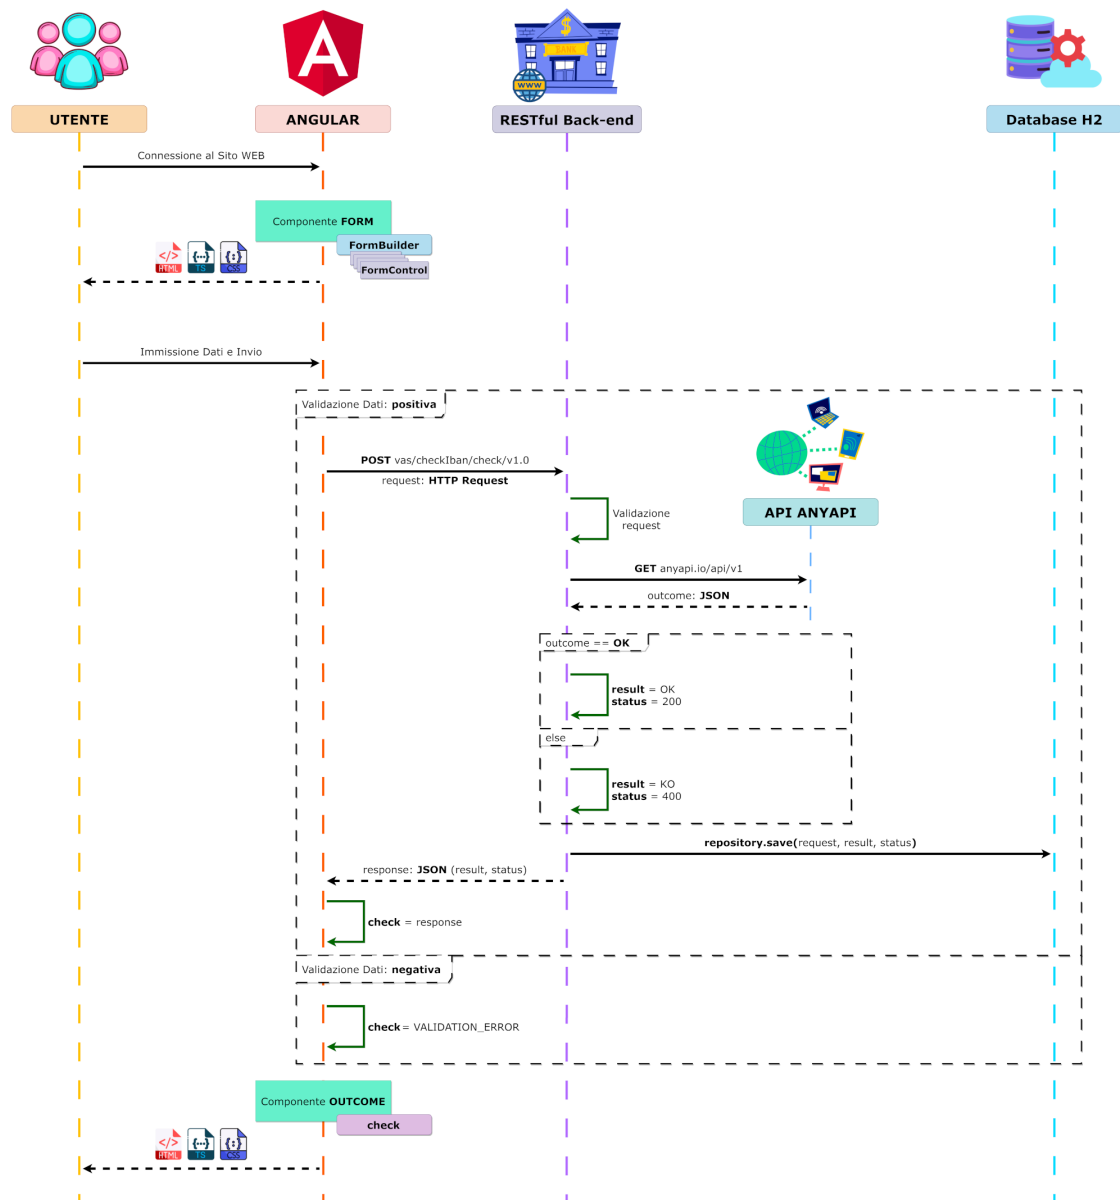 BANK
WWW
UTENTE
ANGULAR
RESTful Back-end
Database H2
Connessione al Sito WEB
Componente FORM
FormBuilder
FormControl
</>
HTML
{···}
TS
{:}
CSS
Immissione Dati e Invio
Validazione Dati: positiva
POST vas/checkIban/check/v1.0
request: HTTP Request
Validazione
request
API ANYAPI
GET anyapi.io/api/v1
outcome: JSON
outcome == OK
result = OK
status = 200
else
result = KO
status = 400
repository.save(request, result, status)
response: JSON (result, status)
check = response
Validazione Dati: negativa
check = VALIDATION_ERROR
Componente OUTCOME
check
</>
HTML
{···}
TS
{:}
CSS